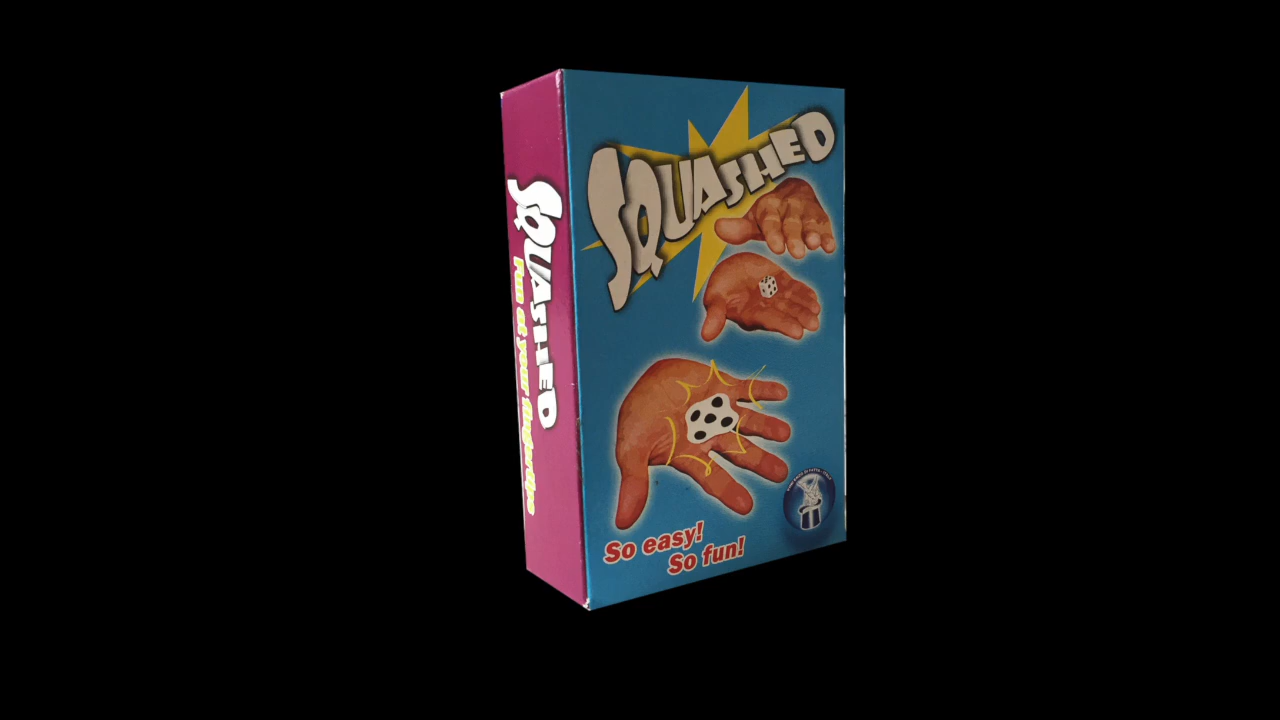 SQUASHED
Fun at your fingertips
SQUASHED
So easy!
So fun!